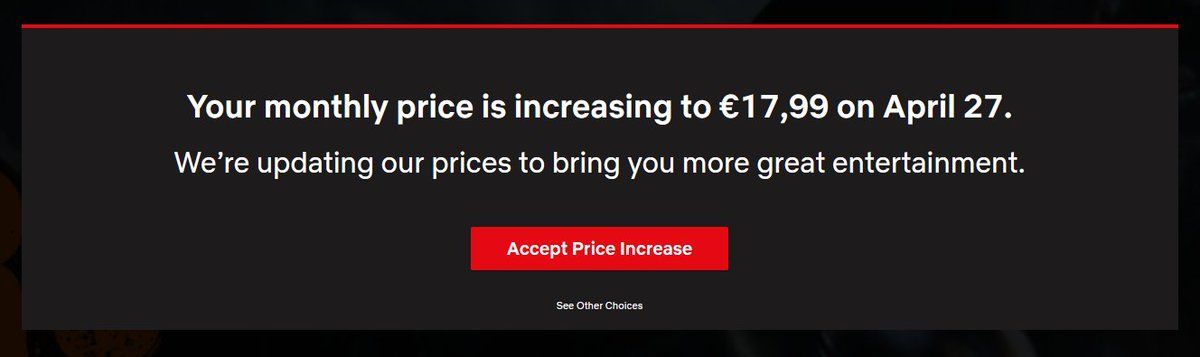 Your monthly price is increasing to €17,99 on April 27.
We’re updating our prices to bring you more great entertainment.
Accept Price Increase
See Other Choices